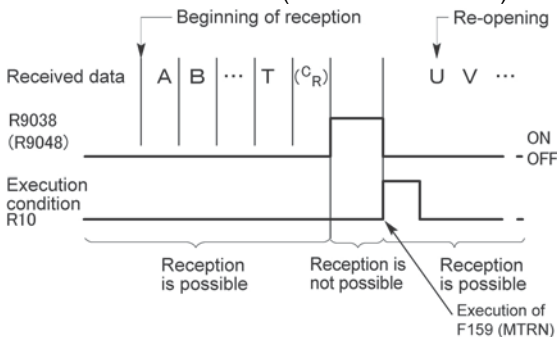 Beginning of reception
Re-opening
Received data A B ... T (CR) U V ...
R9038
(R9048)
ON
OFF
Execution
condition
R10
Reception
is possible
Reception is
not possible
Reception
is possible
Execution of
F159 (MTRN)